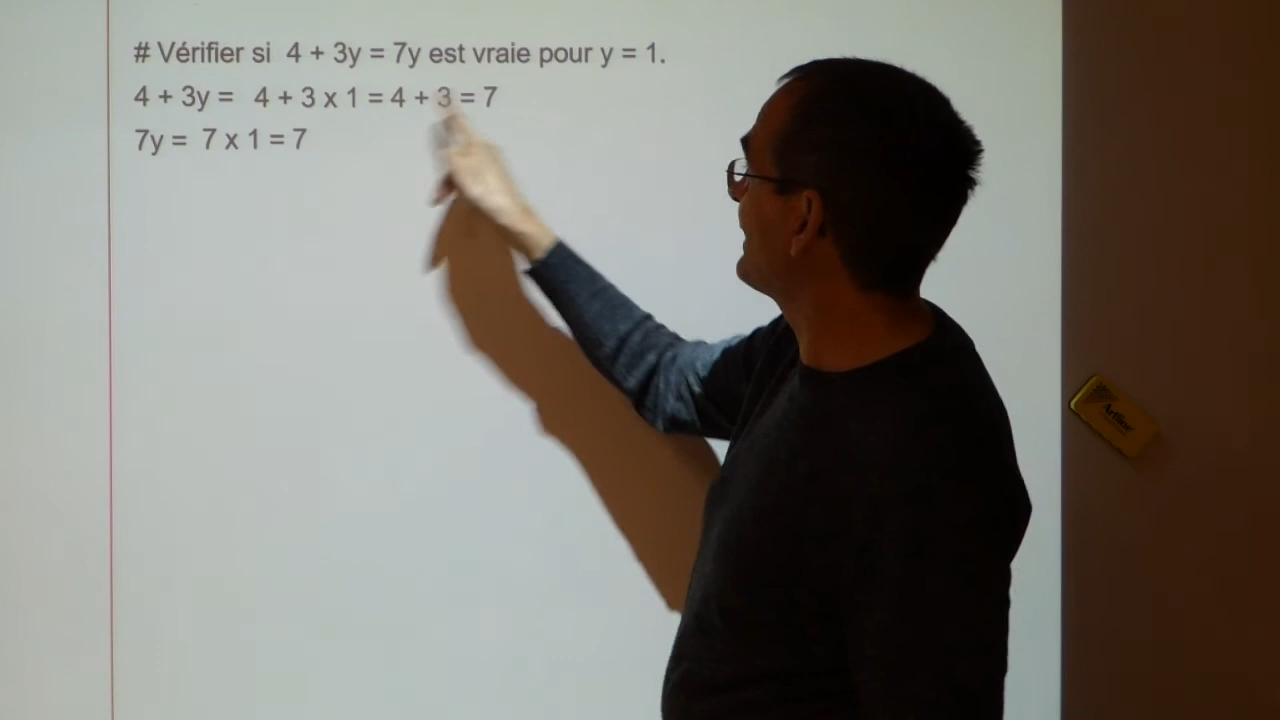 # Vérifier si 4 + 3y = 7y est vraie pour y = 1.
4 + 3y = 4 + 3 x 1 = 4 + 3 = 7
7y = 7 x 1 = 7
Artline